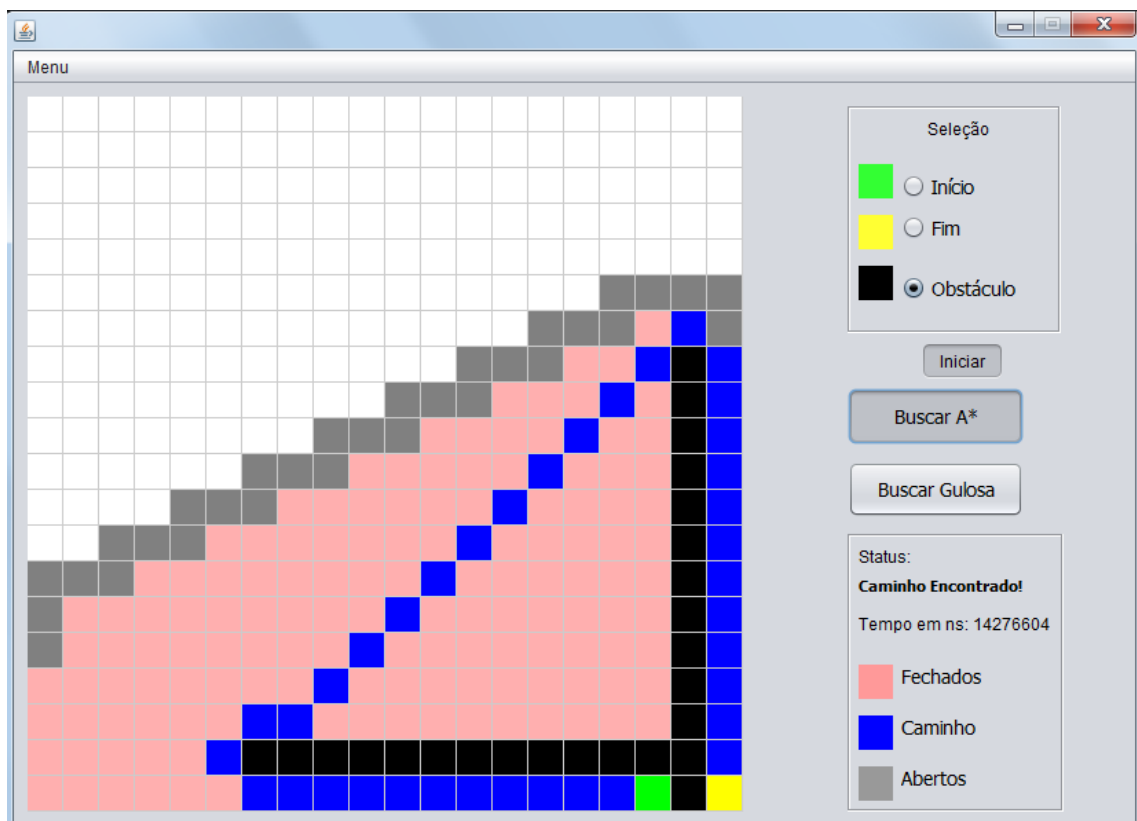 Menu
Seleção
Início
Fim
Obstáculo
Iniciar
Buscar A*
Buscar Gulosa
Status:
Caminho Encontrado!
Tempo em ns: 14276604
Fechados
Caminho
Abertos